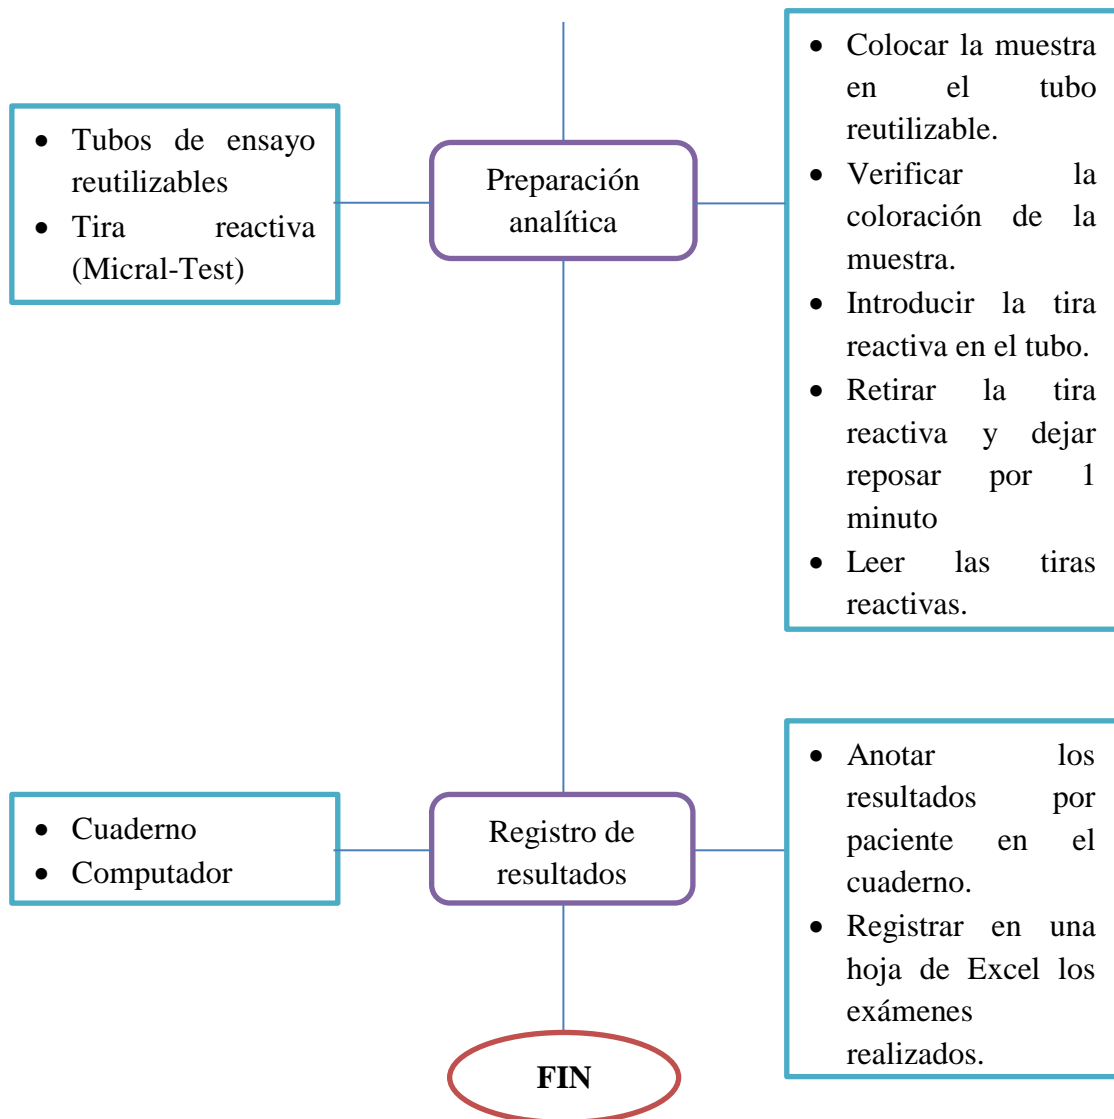 • Tubos de ensayo
reutilizables
• Tira reactiva
(Micral-Test)
Preparación
analítica
• Colocar la muestra
en el tubo
reutilizable.
• Verificar la
coloración de la
muestra.
• Introducir la tira
reactiva en el tubo.
• Retirar la tira
reactiva y dejar
reposar por 1
minuto
• Leer las tiras
reactivas.
• Cuaderno
• Computador
Registro de
resultados
• Anotar los
resultados por
paciente en el
cuaderno.
• Registrar en una
hoja de Excel los
exámenes
realizados.
FIN